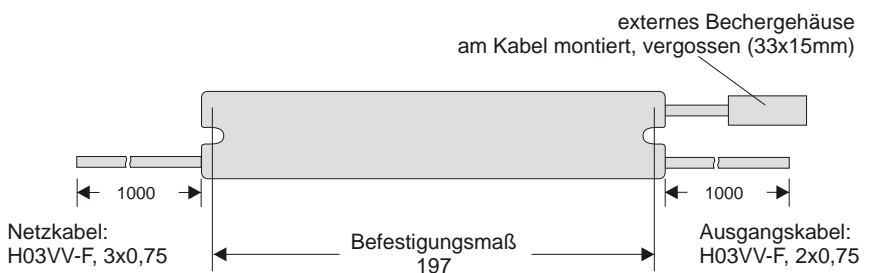 externes Bechergehäuse
am Kabel montiert, vergossen (33x15mm)
1000
1000
Netzkabel:
H03VV-F, 3x0,75
Befestigungsmaß
197
Ausgangskabel:
H03VV-F, 2x0,75